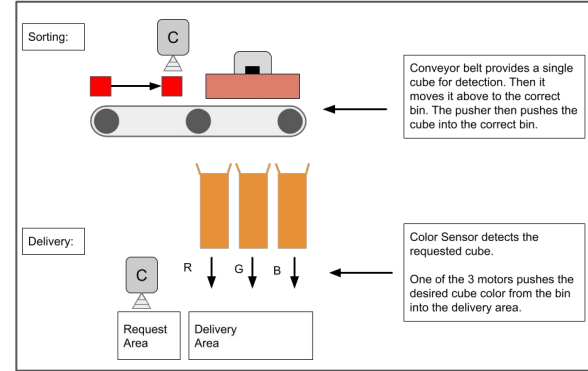 Sorting:
C
Conveyor belt provides a single
cube for detection. Then it
moves it above to the correct
bin. The pusher then pushes the
cube into the correct bin.
Delivery:
C
R
G
B
Color Sensor detects the
requested cube.
One of the 3 motors pushes the
desired cube color from the bin
into the delivery area.
Request
Area
Delivery
Area